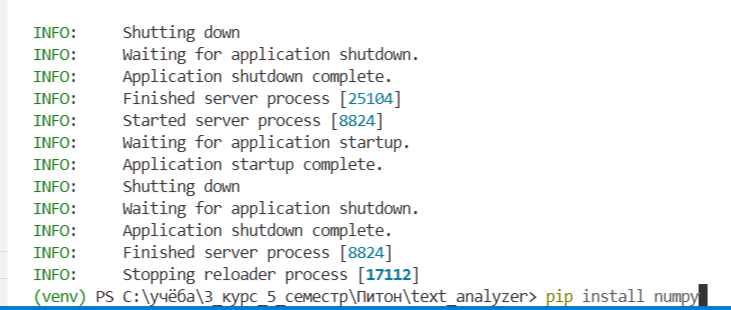 INFO:     Shutting down
INFO:     Waiting for application shutdown.
INFO:     Application shutdown complete.
INFO:     Finished server process [25104]
INFO:     Started server process [8824]
INFO:     Waiting for application startup.
INFO:     Application startup complete.
INFO:     Shutting down
INFO:     Waiting for application shutdown.
INFO:     Application shutdown complete.
INFO:     Finished server process [8824]
INFO:     Stopping reloader process [17112]
(venv) PS C:\учёба\3_курс_5_семестр\Питон\text_analyzer> pip install numpy